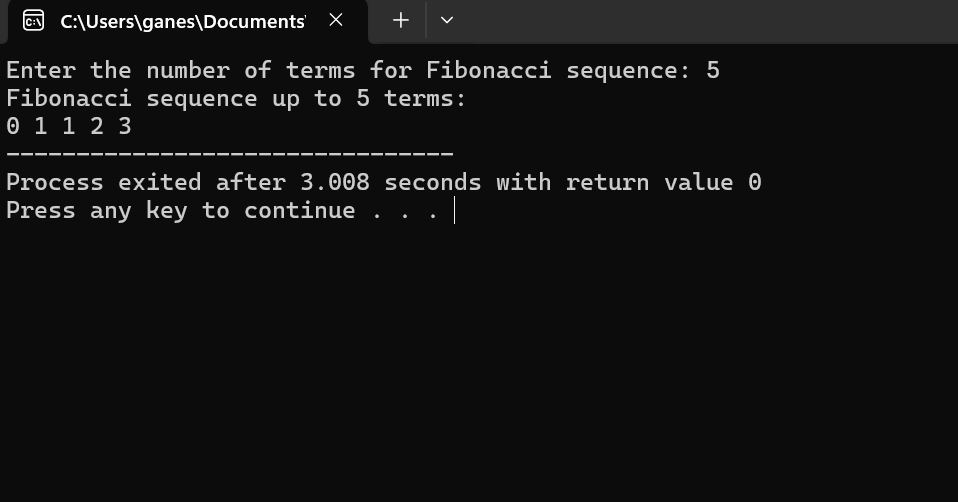 C:\Users\ganes\Documents'
Enter the number of terms for Fibonacci sequence: 5
Fibonacci sequence up to 5 terms:
0 1 1 2 3
--------------------------------
Process exited after 3.008 seconds with return value 0
Press any key to continue . . .